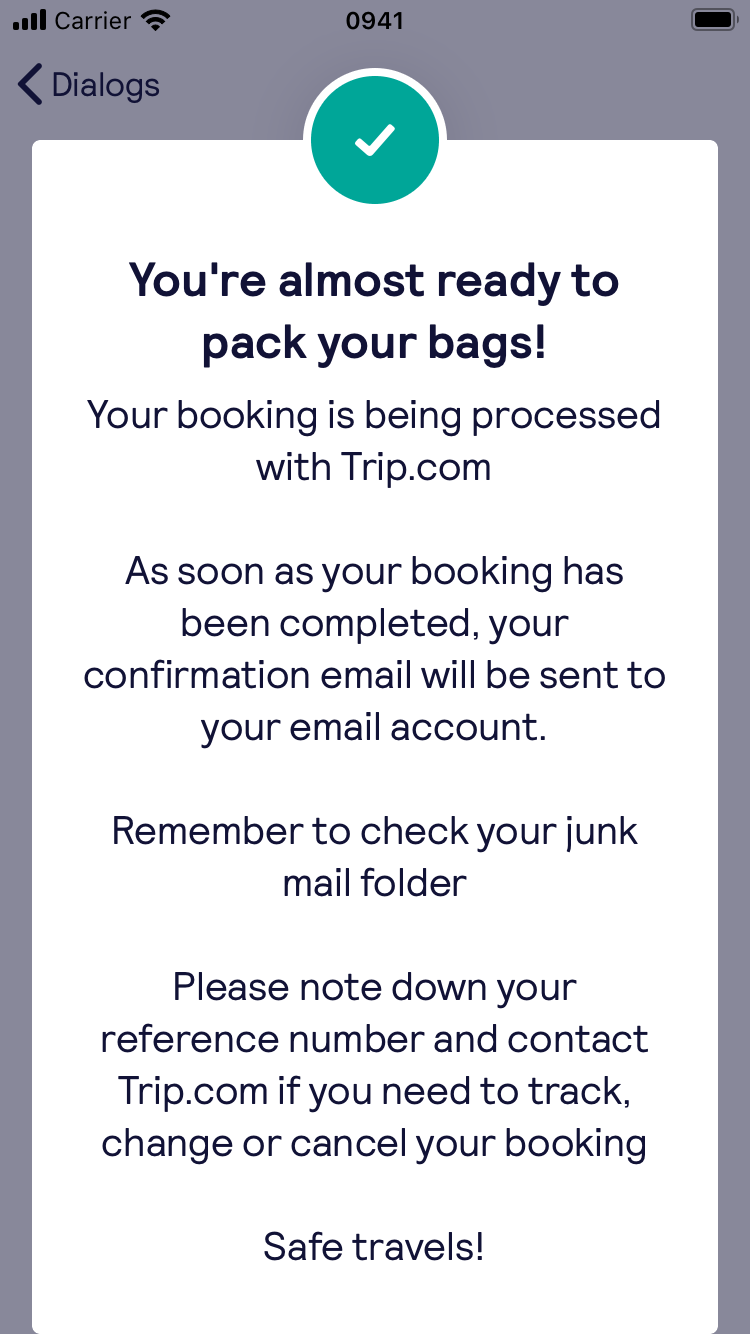 Carrier
0941
Dialogs
You're almost ready to
pack your bags!
Your booking is being processed
with Trip.com
As soon as your booking has
been completed, your
confirmation email will be sent to
your email account.
Remember to check your junk
mail folder
Please note down your
reference number and contact
Trip.com if you need to track,
change or cancel your booking
Safe travels!